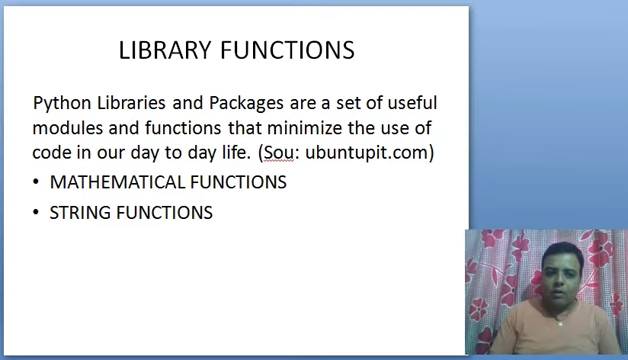 LIBRARY FUNCTIONS
Python Libraries and Packages are a set of useful
modules and functions that minimize the use of
code in our day to day life. (Sou: ubuntupit.com)
• MATHEMATICAL FUNCTIONS
• STRING FUNCTIONS